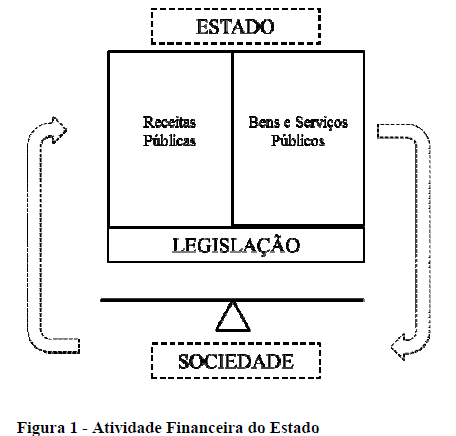 ESTADO
Receitas
Públicas
Bens e Serviços
Públicos
LEGISLAÇÃO
SOCIEDADE
Figura 1 - Atividade Financeira do Estado